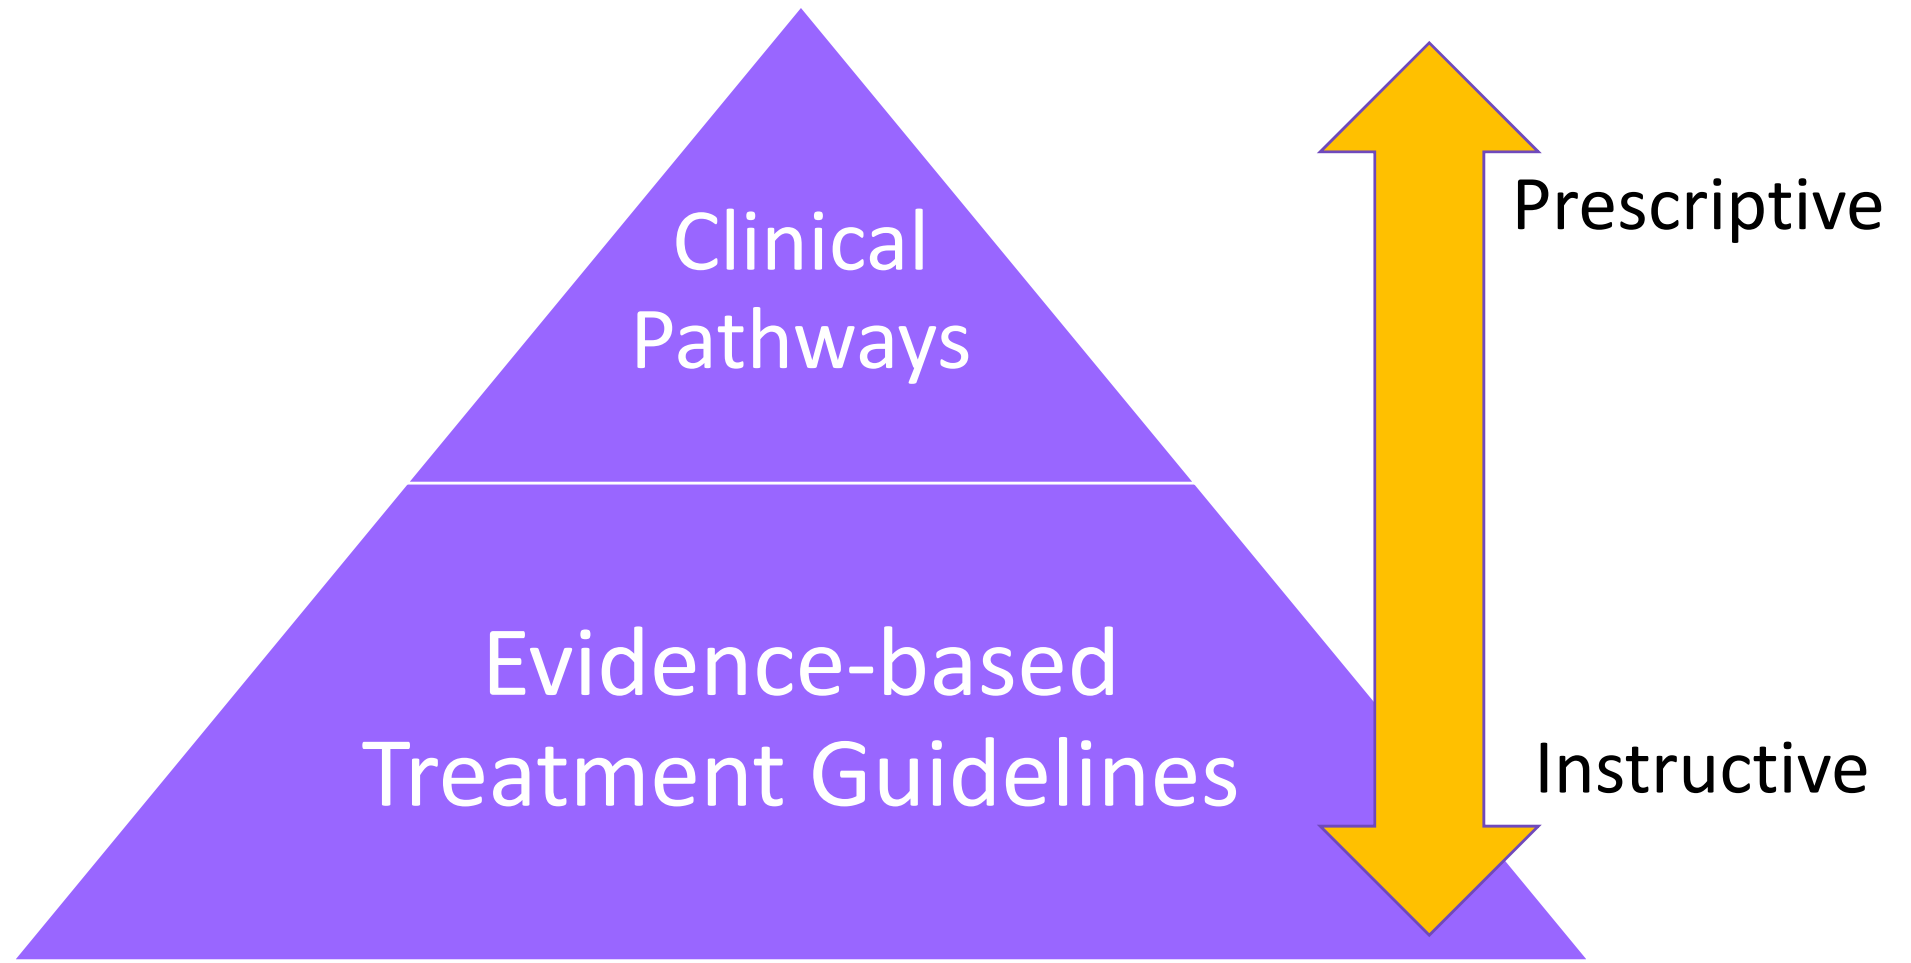 Clinical
Pathways
Prescriptive
Evidence-based
Treatment Guidelines
Instructive